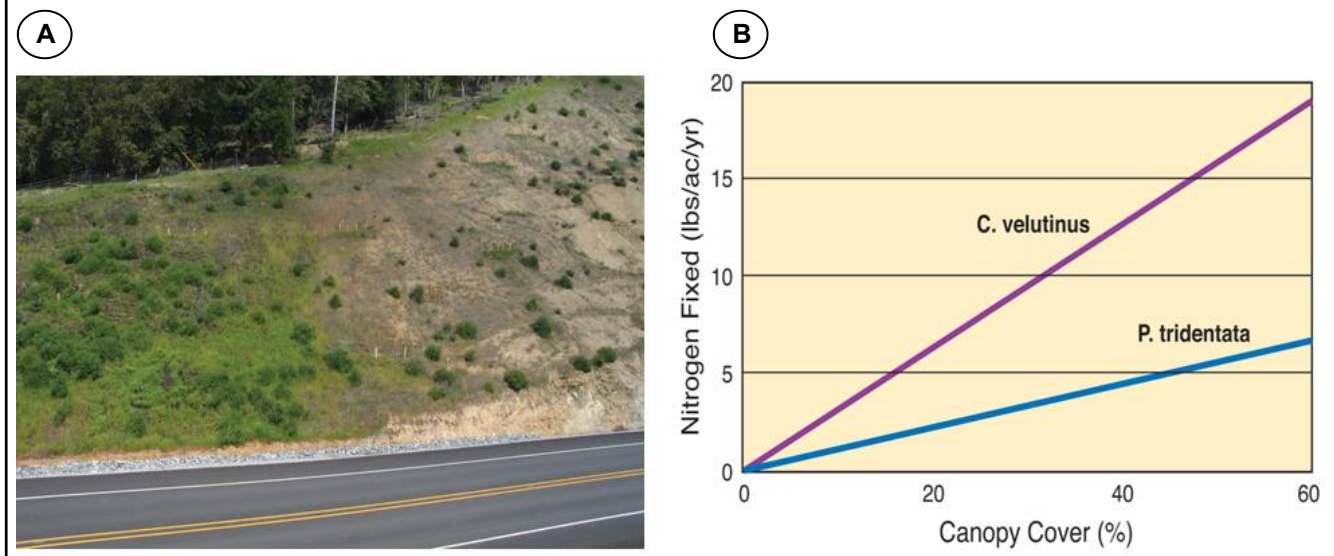 A
B
20
15
10
5
0
Nitrogen Fixed (lbs/ac/yr)
C. velutinus
P. tridentata
0
20
40
60
Canopy Cover (%)